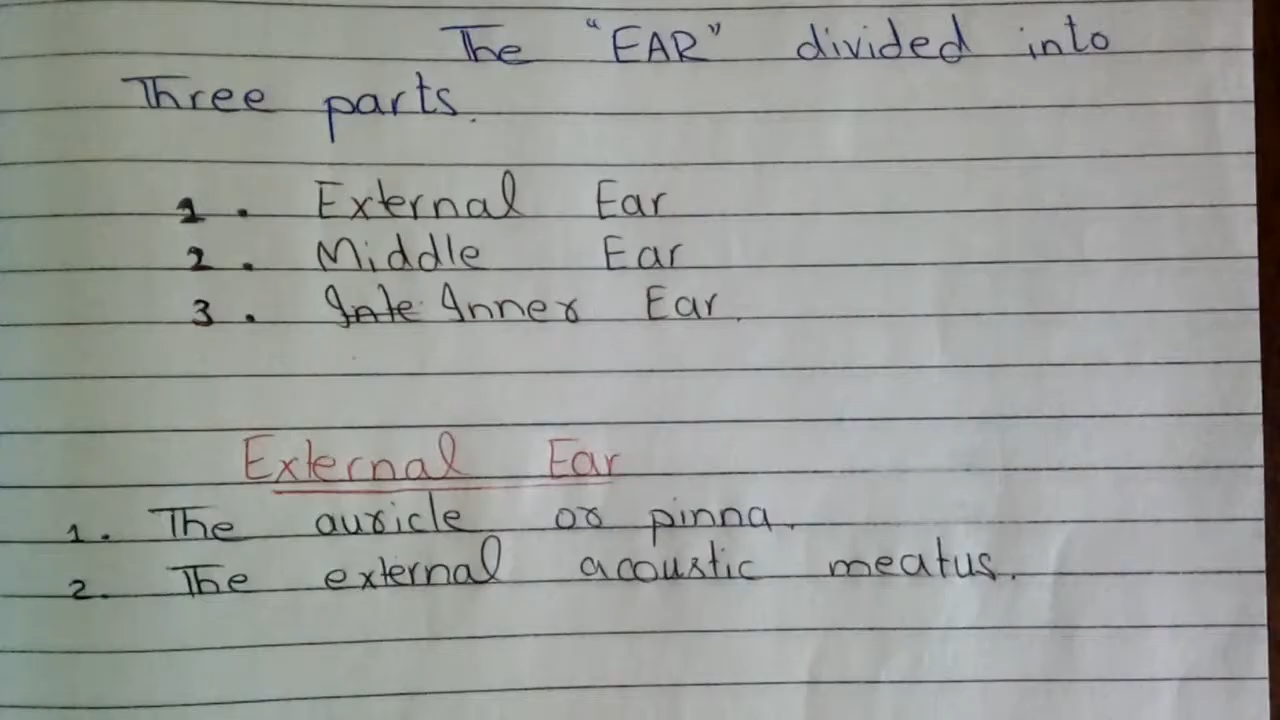 The "EAR" divided into
Three parts.
1. External Ear
2. Middle Ear
3. Inte Inner Ear.
External Ear
1. The auricle or pinna.
2. The external acoustic meatus.